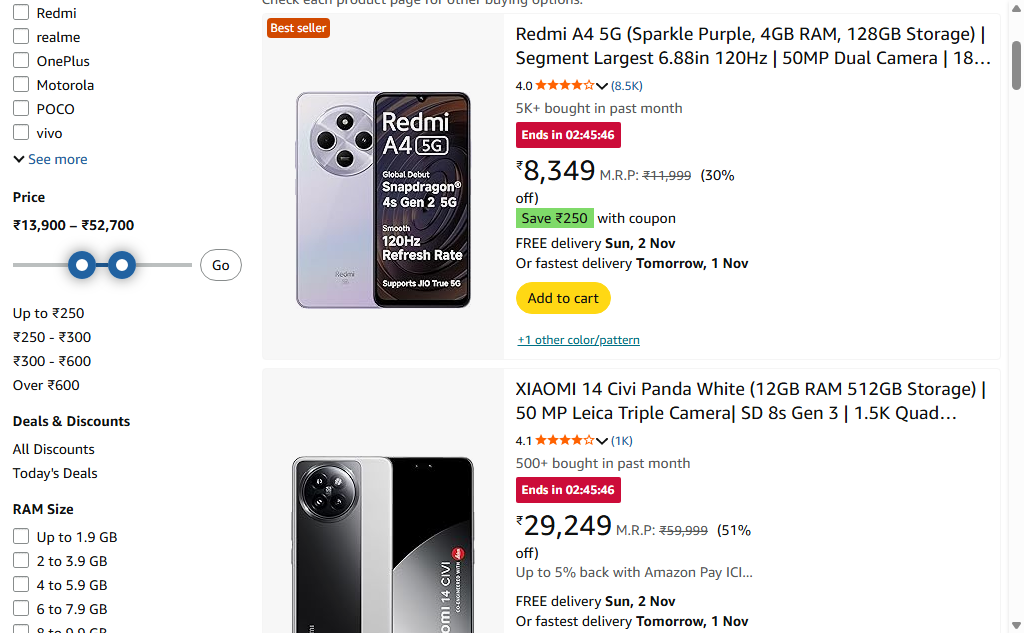 Check each product page for other buying options.
Redmi
realme
OnePlus
Motorola
POCO
vivo
See more
Price
₹13,900 – ₹52,700
Go
Up to ₹250
₹250 - ₹300
₹300 - ₹600
Over ₹600
Deals & Discounts
All Discounts
Today's Deals
RAM Size
Up to 1.9 GB
2 to 3.9 GB
4 to 5.9 GB
6 to 7.9 GB
8 to 9.9 GB
Best seller
Redmi
A4 5G
Global Debut
Snapdragon®
4s Gen 2 5G
Smooth
120Hz
Refresh Rate
Supports JIO True 5G
Redmi
Redmi A4 5G (Sparkle Purple, 4GB RAM, 128GB Storage) |
Segment Largest 6.88in 120Hz | 50MP Dual Camera | 18…
4.0 (8.5K)
5K+ bought in past month
Ends in 02:45:46
₹8,349 M.R.P: ₹11,999 (30%
off)
Save ₹250 with coupon
FREE delivery Sun, 2 Nov
Or fastest delivery Tomorrow, 1 Nov
Add to cart
+1 other color/pattern
XIAOMI 14 Civi Panda White (12GB RAM 512GB Storage) |
50 MP Leica Triple Camera| SD 8s Gen 3 | 1.5K Quad…
4.1 (1K)
500+ bought in past month
Ends in 02:45:46
₹29,249 M.R.P: ₹59,999 (51%
off)
Up to 5% back with Amazon Pay ICI…
FREE delivery Sun, 2 Nov
Or fastest delivery Tomorrow, 1 Nov
omi 14 CIVI
CO-ENGINEERED WITH